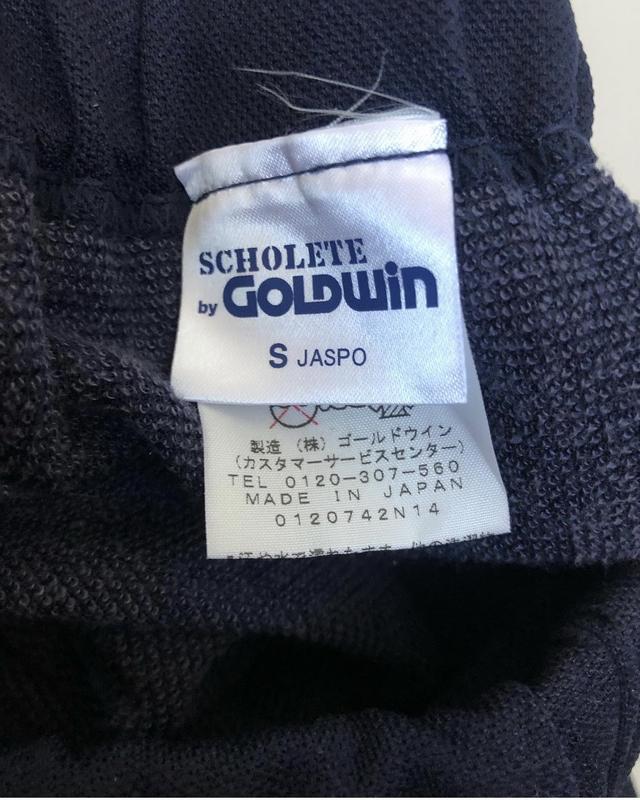 SCHOLETE
by GOLDWIN
S JASPO
製造 (株) ゴールドウイン
(カスタマーサービスセンター)
TEL 0120-307-560
MADE IN JAPAN
0120742N14